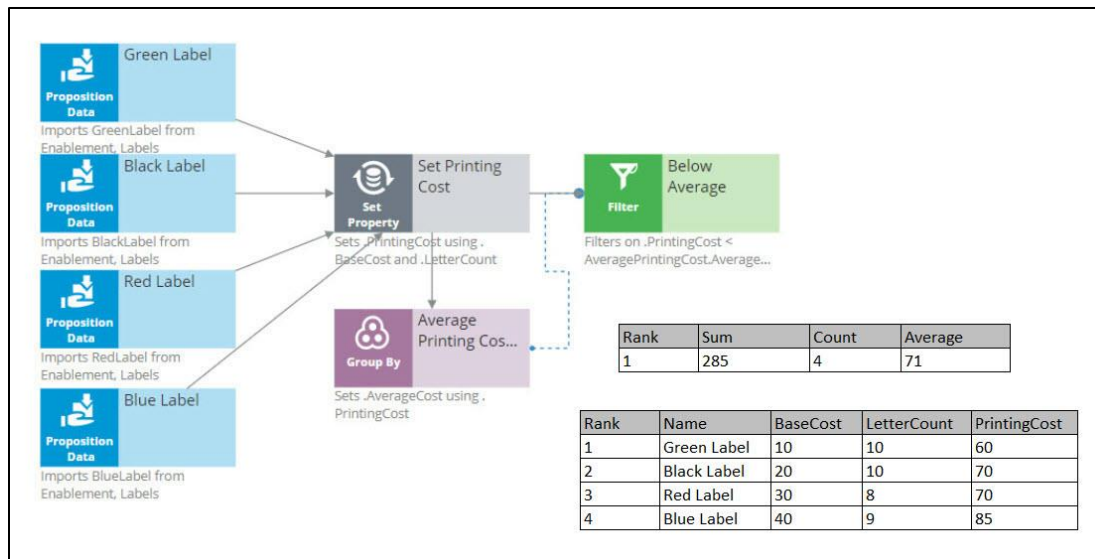 Green Label
Proposition
Data
Imports GreenLabel from
Enablement, Labels
Black Label
Proposition
Data
Imports BlackLabel from
Enablement, Labels
Red Label
Proposition
Data
Imports RedLabel from
Enablement, Labels
Blue Label
Proposition
Data
Imports BlueLabel from
Enablement, Labels
Set Printing
Cost
Set
Property
Sets .PrintingCost using .
BaseCost and .LetterCount
Average
Printing Cos...
Group By
Sets .AverageCost using .
PrintingCost
Below
Average
Filter
Filters on .PrintingCost <
AveragePrintingCost.Average...
Rank Sum Count Average
1 285 4 71
Rank Name BaseCost LetterCount PrintingCost
1 Green Label 10 10 60
2 Black Label 20 10 70
3 Red Label 30 8 70
4 Blue Label 40 9 85